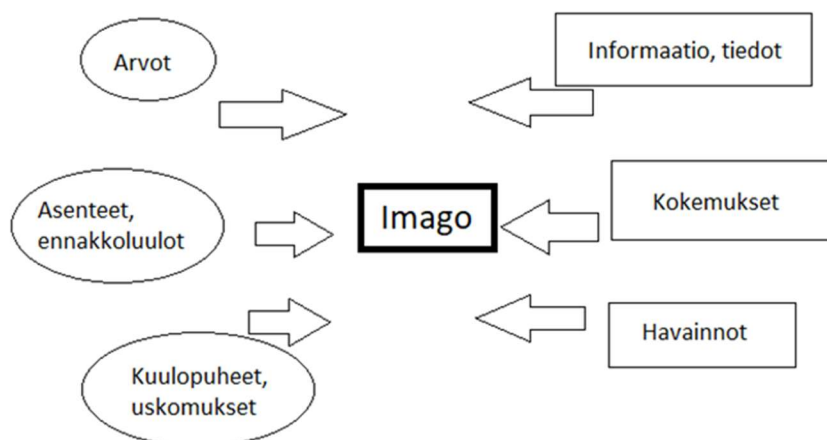 Arvot
Informaatio, tiedot
Asenteet,
ennakkoluulot
Imago
Kokemukset
Kuulopuheet,
uskomukset
Havainnot